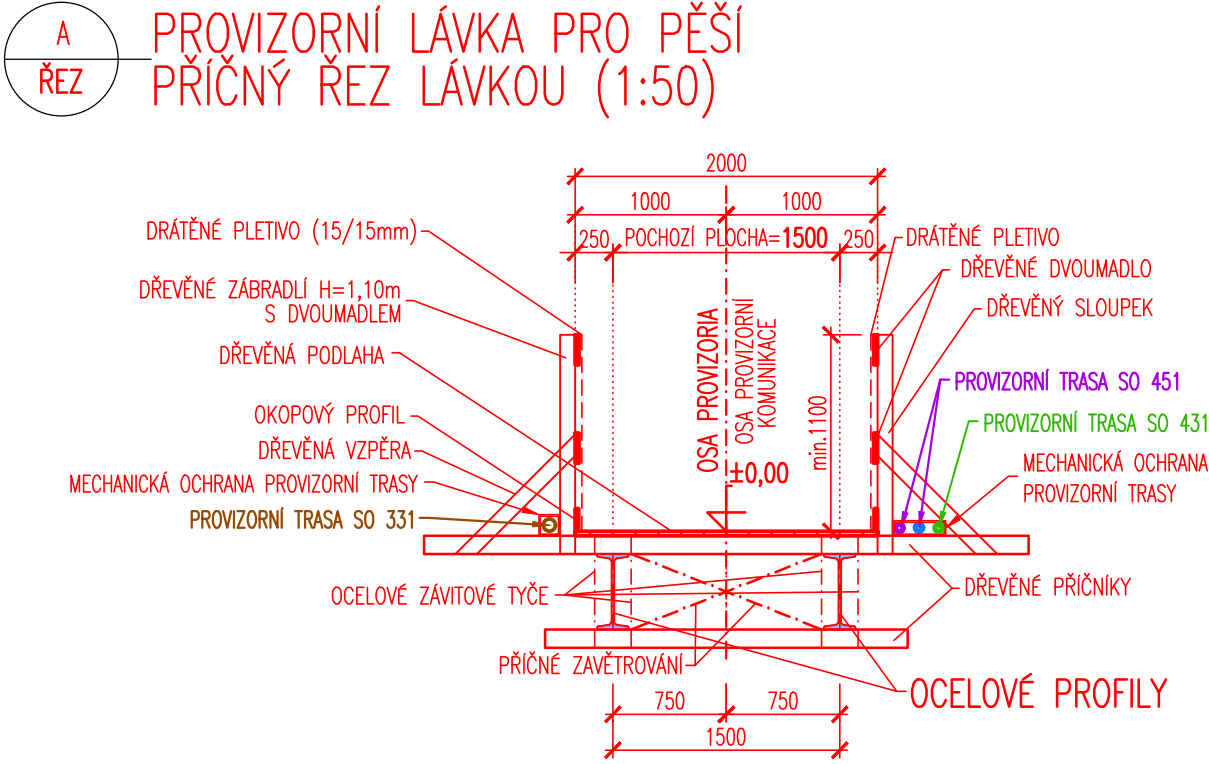 A
ŘEZ
PROVIZORNÍ LÁVKA PRO PĚŠÍ
PŘÍČNÝ ŘEZ LÁVKOU (1:50)
2000
1000
1000
250
POCHOZÍ PLOCHA=1500
250
DRÁTĚNÉ PLETIVO (15/15mm)
DŘEVĚNÉ ZÁBRADLÍ H=1,10m
S DVOUMADLEM
DŘEVĚNÁ PODLAHA
OKOPOVÝ PROFIL
DŘEVĚNÁ VZPĚRA
MECHANICKÁ OCHRANA PROVIZORNÍ TRASY
PROVIZORNÍ TRASA SO 331
OSA PROVIZORIA
OSA PROVIZORNÍ
KOMUNIKACE
±0,00
min.1100
DRÁTĚNÉ PLETIVO
DŘEVĚNÉ DVOUMADLO
DŘEVĚNÝ SLOUPEK
PROVIZORNÍ TRASA SO 451
PROVIZORNÍ TRASA SO 431
MECHANICKÁ OCHRANA
PROVIZORNÍ TRASY
OCELOVÉ ZÁVITOVÉ TYČE
DŘEVĚNÉ PŘÍČNÍKY
PŘÍČNÉ ZAVĚTROVÁNÍ
OCELOVÉ PROFILY
750
750
1500